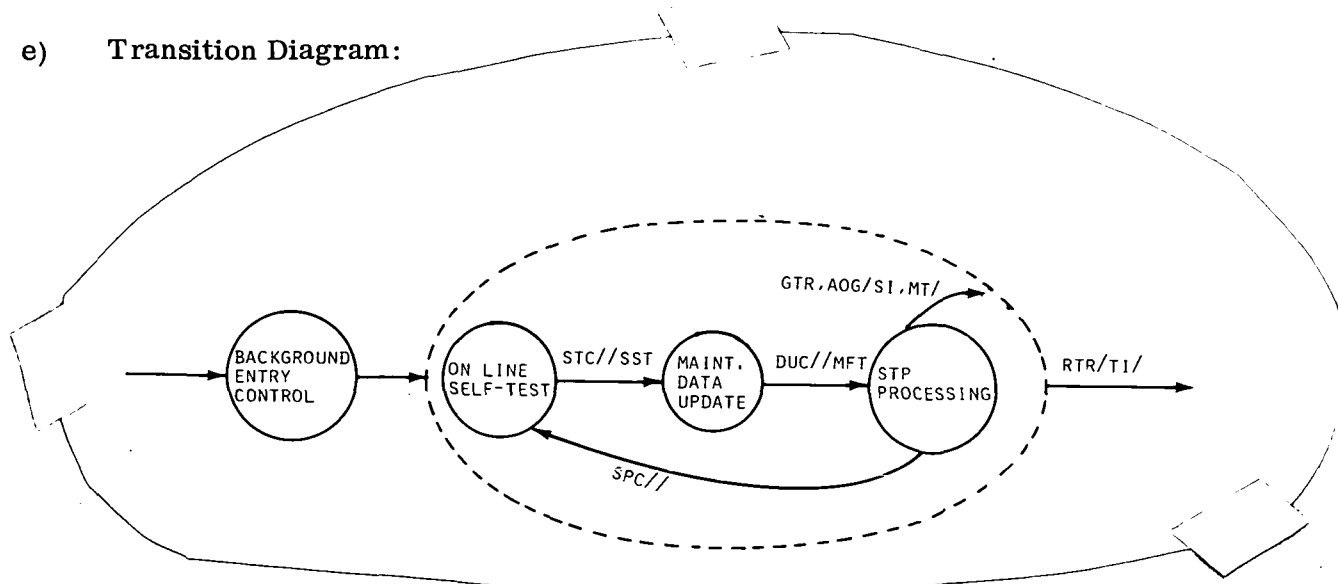 e) Transition Diagram:
GTR,AOG/SI,MT/
BACKGROUND
ENTRY
CONTROL
ON LINE
SELF-TEST
STC//SST
MAINT.
DATA
UPDATE
DUC//MFT
STP
PROCESSING
RTR/TI/
SPC//